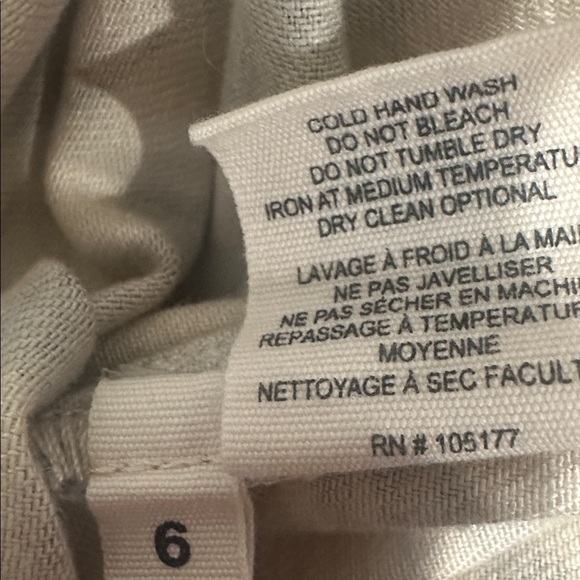 COLD HAND WASH
DO NOT BLEACH
DO NOT TUMBLE DRY
IRON AT MEDIUM TEMPERATU
DRY CLEAN OPTIONAL
LAVAGE À FROID À LA MAI
NE PAS JAVELLISER
NE PAS SÉCHER EN MACHI
REPASSAGE À TEMPÉRATUR
MOYENNE
NETTOYAGE À SEC FACULT
RN # 105177
6